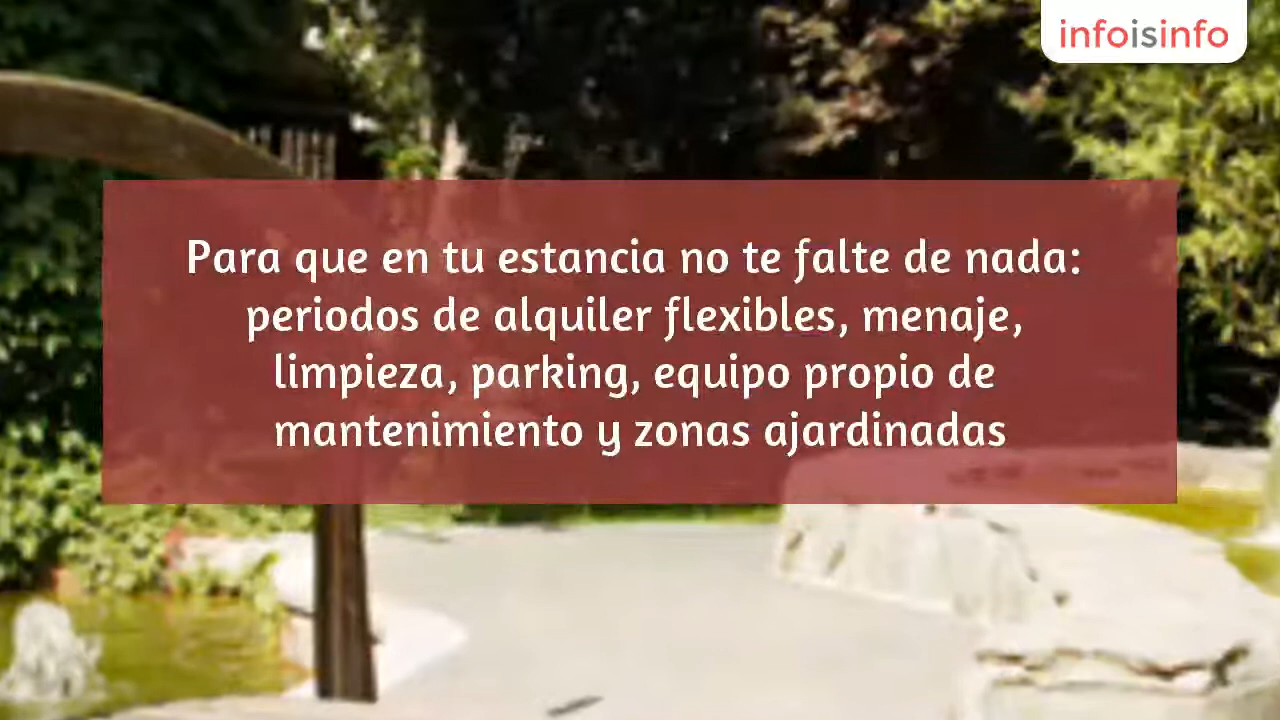 infoisinfo
Para que en tu estancia no te falte de nada:
periodos de alquiler flexibles, menaje,
limpieza, parking, equipo propio de
mantenimiento y zonas ajardinadas